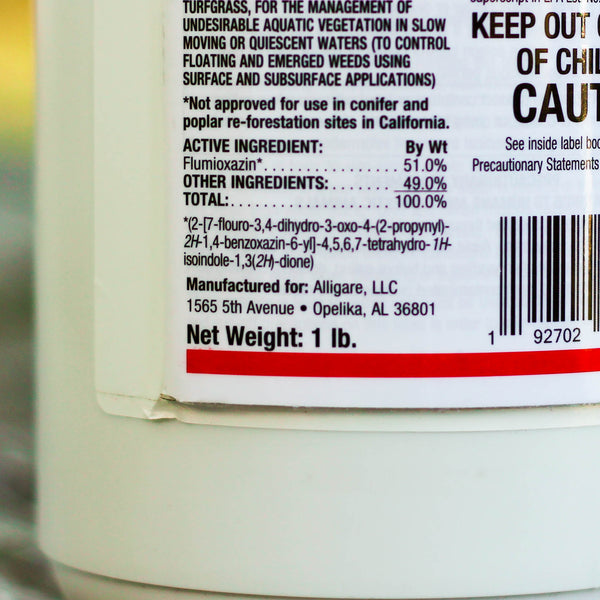 TURFGRASS, FOR THE MANAGEMENT OF
UNDESIRABLE AQUATIC VEGETATION IN SLOW
MOVING OR QUIESCENT WATERS (TO CONTROL
FLOATING AND EMERGED WEEDS USING
SURFACE AND SUBSURFACE APPLICATIONS)
*Not approved for use in conifer and
poplar re-forestation sites in California.
ACTIVE INGREDIENT: By Wt
Flumioxazin*. . . . . . . . . . . . . . . . . . 51.0%
OTHER INGREDIENTS: . . . . . . . . 49.0%
TOTAL: . . . . . . . . . . . . . . . . . . . . . . 100.0%
*(2-[7-flouro-3,4-dihydro-3-oxo-4-(2-propynyl)-
2H-1,4-benzoxazin-6-yl]-4,5,6,7-tetrahydro-1H-
isoindole-1,3(2H)-dione)
Manufactured for: Alligare, LLC
1565 5th Avenue • Opelika, AL 36801
Net Weight: 1 lb.
KEEP OUT
OF CHIL
CAUT
See inside label boo
Precautionary Statements
1 92702